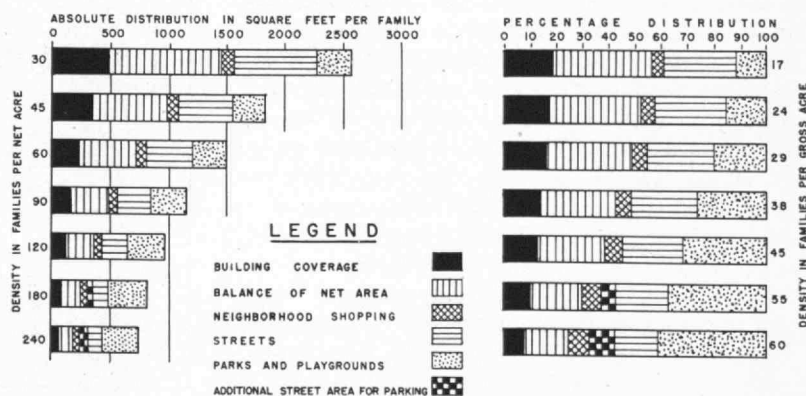 ABSOLUTE DISTRIBUTION IN SQUARE FEET PER FAMILY
0 500 1000 1500 2000 2500 3000
DENSITY IN FAMILIES PER NET ACRE
30
45
60
90
120
180
240
LEGEND
BUILDING COVERAGE
BALANCE OF NET AREA
NEIGHBORHOOD SHOPPING
STREETS
PARKS AND PLAYGROUNDS
ADDITIONAL STREET AREA FOR PARKING
PERCENTAGE DISTRIBUTION
0 10 20 30 40 50 60 70 80 90 100
17
24
29
38
45
55
60
DENSITY IN FAMILIES PER GROSS ACRE